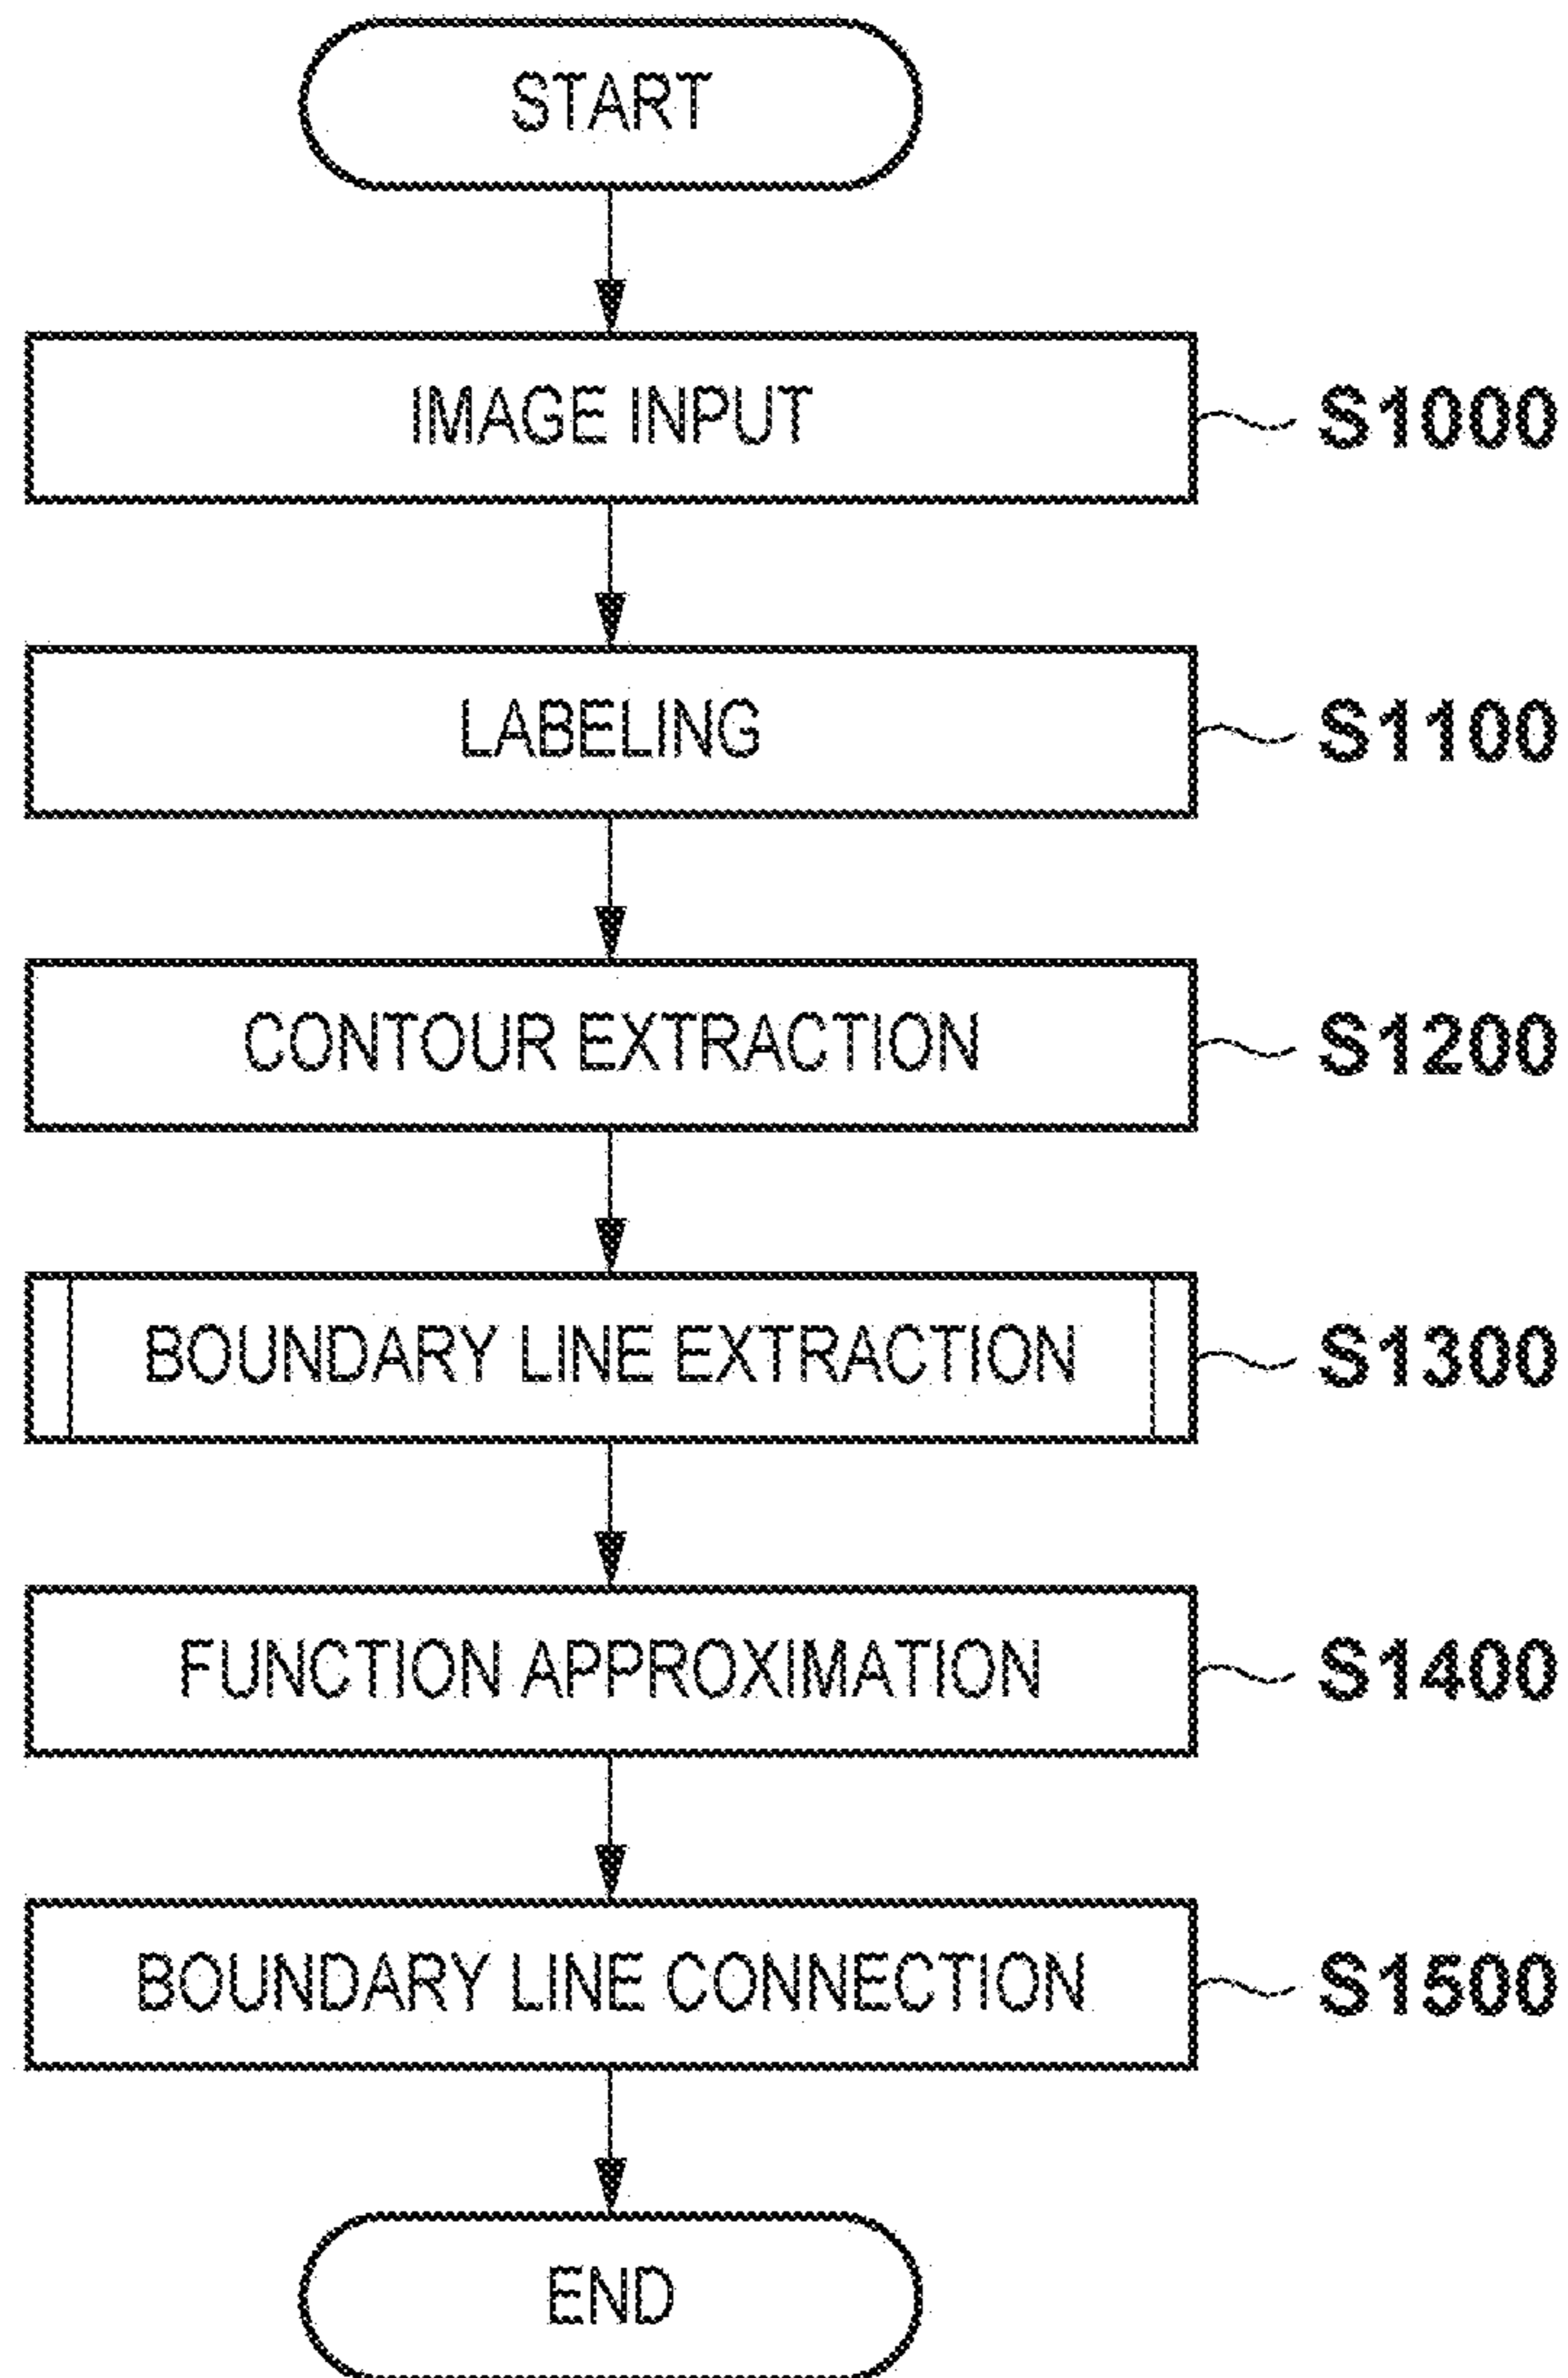 START
IMAGE INPUT S1000
LABELING S1100
CONTOUR EXTRACTION S1200
BOUNDARY LINE EXTRACTION S1300
FUNCTION APPROXIMATION S1400
BOUNDARY LINE CONNECTION S1500
END